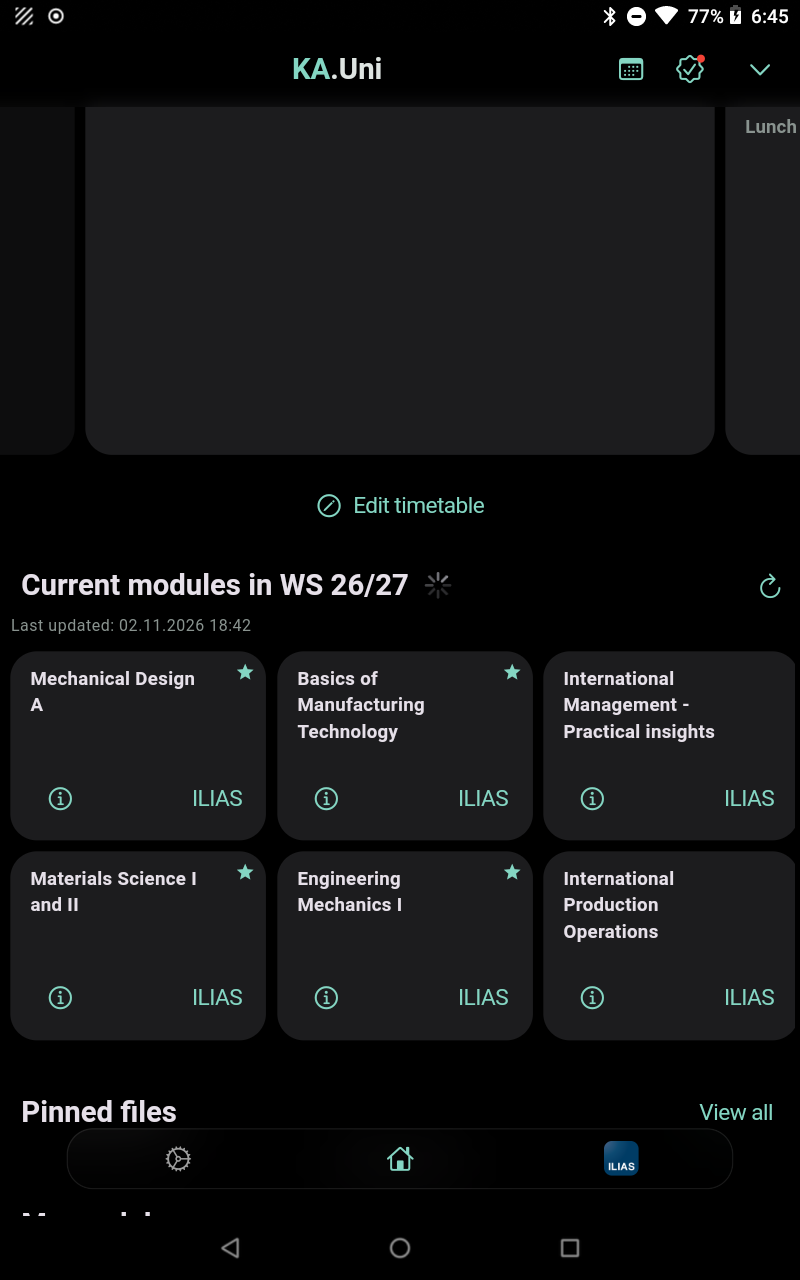 77% 6:45
KA.Uni
Lunch
Edit timetable
Current modules in WS 26/27
Last updated: 02.11.2026 18:42
Mechanical Design
A
ILIAS
Basics of
Manufacturing
Technology
ILIAS
International
Management -
Practical insights
ILIAS
Materials Science I
and II
ILIAS
Engineering
Mechanics I
ILIAS
International
Production
Operations
ILIAS
Pinned files
View all
ILIAS